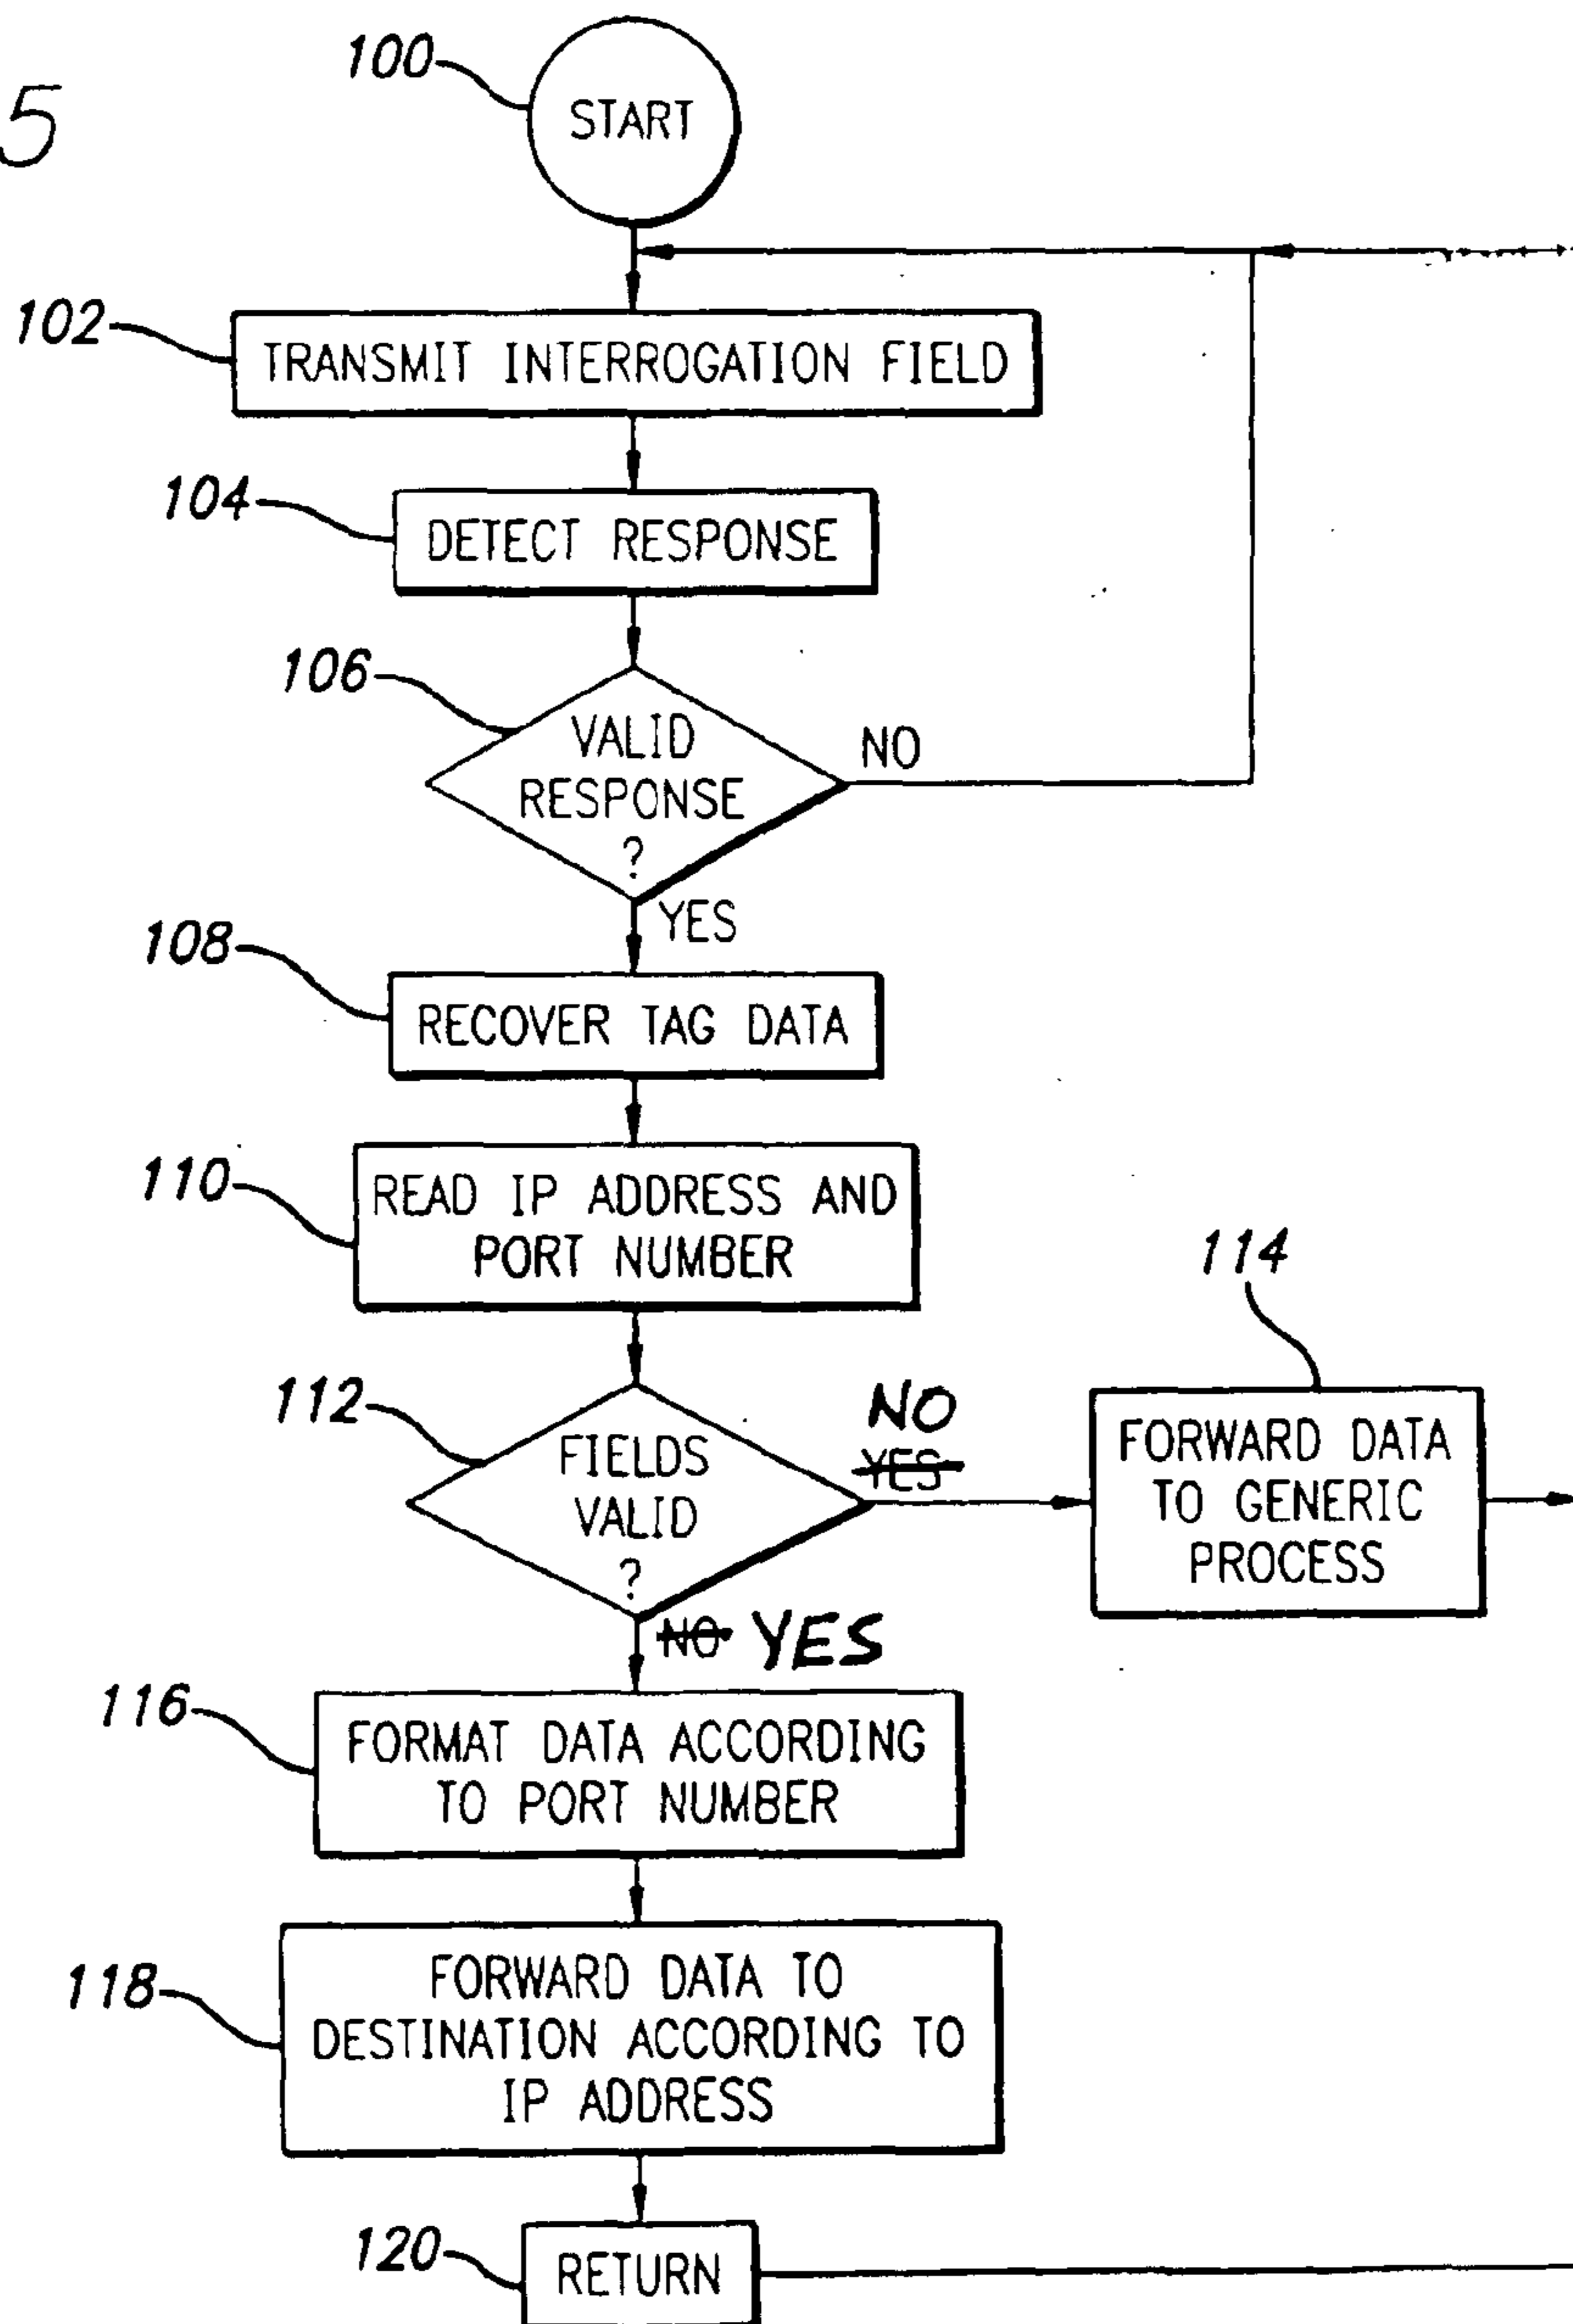 5
100
START
102
TRANSMIT INTERROGATION FIELD
104
DETECT RESPONSE
106
VALID
RESPONSE
?
NO
YES
108
RECOVER TAG DATA
110
READ IP ADDRESS AND
PORT NUMBER
112
FIELDS
VALID
?
NO
YES
114
FORWARD DATA
TO GENERIC
PROCESS
NO YES
116
FORMAT DATA ACCORDING
TO PORT NUMBER
118
FORWARD DATA TO
DESTINATION ACCORDING TO
IP ADDRESS
120
RETURN